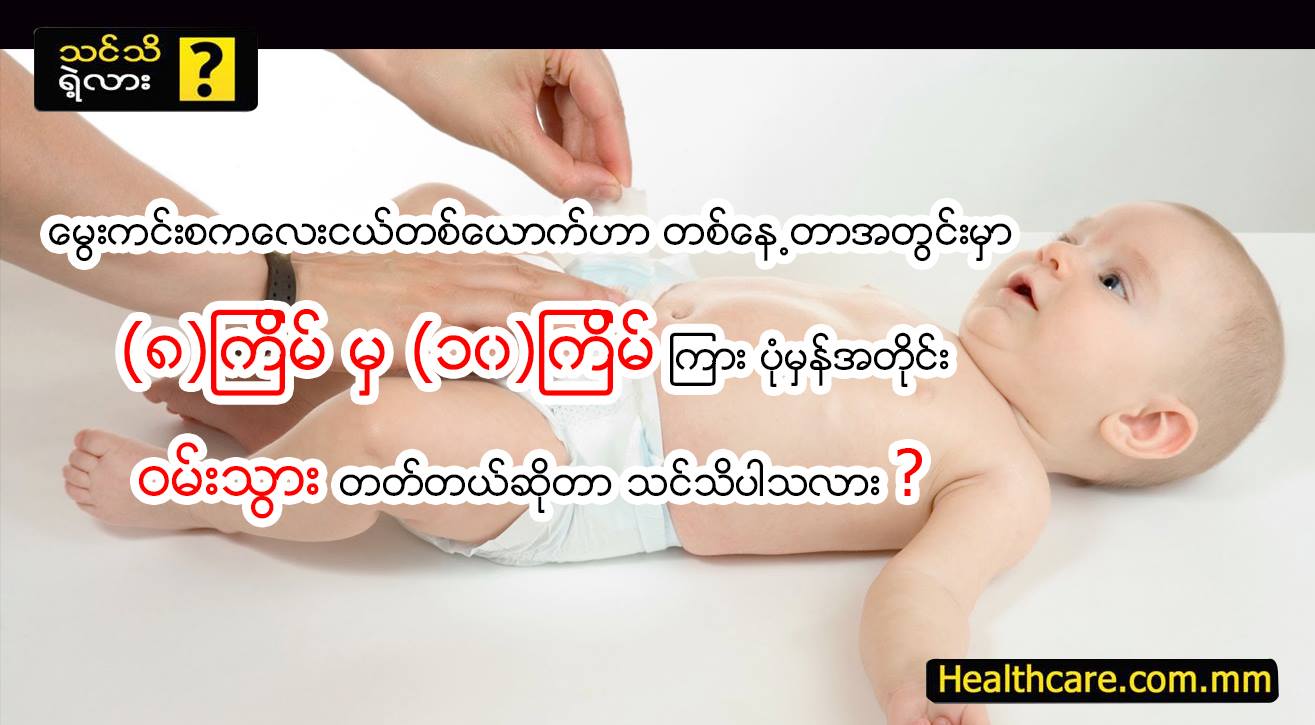 သင်သိ
ရဲ့လား ?
မွေးကင်းစကလေးငယ်တစ်ယောက်ဟာ တစ်နေ့တာအတွင်းမှာ
(၈)ကြိမ် မှ (၁၀)ကြိမ် ကြား ပုံမှန်အတိုင်း
ဝမ်းသွား တတ်တယ်ဆိုတာ သင်သိပါသလား ?
Healthcare.com.mm